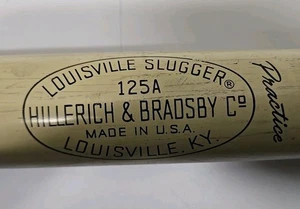 LOUISVILLE SLUGGER®
125A
HILLERICH & BRADSBY Cº
MADE IN U.S.A.
LOUISVILLE, KY.
Practice